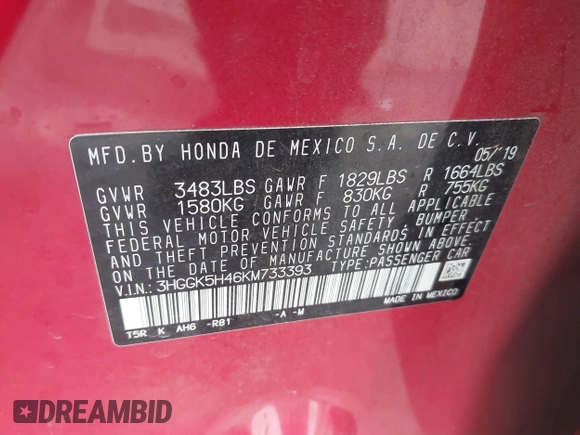 MFD.BY HONDA DE MEXICO S.A. DE C.V.
05/19
GVWR 3483LBS GAWR F 1829LBS R 1664LBS
GVWR 1580KG GAWR F 830KG R 755KG
THIS VEHICLE CONFORMS TO ALL APPLICABLE
FEDERAL MOTOR VEHICLE SAFETY BUMPER,
AND THEFT PREVENTION STANDARDS IN EFFECT
ON THE DATE OF MANUFACTURE SHOWN ABOVE.
V.I.N.: 3HGGK5H46KM733393 TYPE:PASSENGER CAR
MADE IN MEXICO
T5R K AH6 -R81 -A -M
DREAMBID